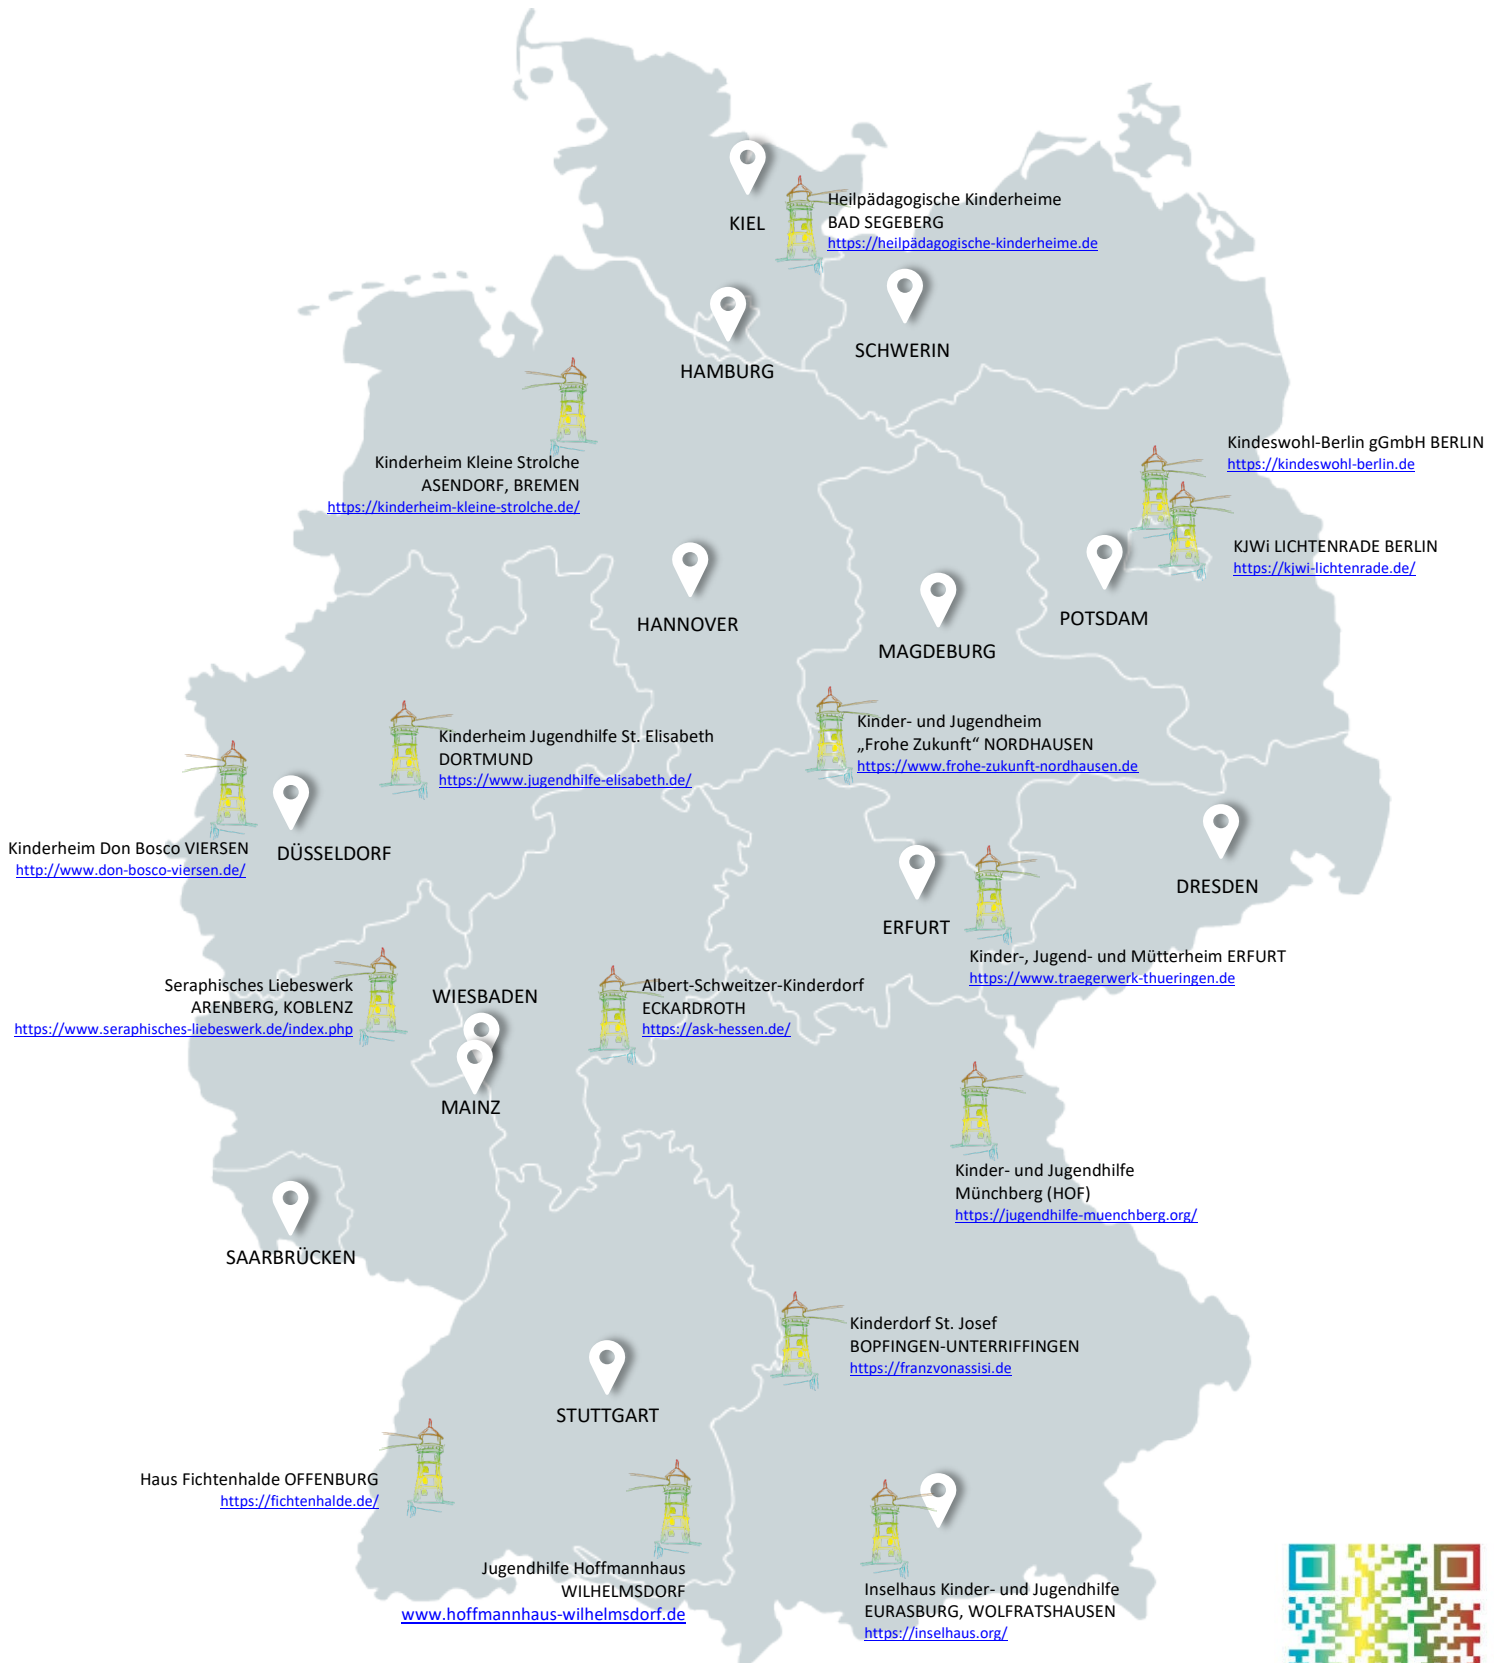 KIEL
Heilpädagogische Kinderheime
BAD SEGEBERG
https://heilpädagogische-kinderheime.de
SCHWERIN
HAMBURG
Kinderheim Kleine Strolche
ASENDORF, BREMEN
https://kinderheim-kleine-strolche.de/
Kindeswohl-Berlin gGmbH BERLIN
https://kindeswohl-berlin.de
KJWi LICHTENRADE BERLIN
https://kjwi-lichtenrade.de/
POTSDAM
HANNOVER
MAGDEBURG
Kinderheim Jugendhilfe St. Elisabeth
DORTMUND
https://www.jugendhilfe-elisabeth.de/
Kinder- und Jugendheim
„Frohe Zukunft“ NORDHAUSEN
https://www.frohe-zukunft-nordhausen.de
Kinderheim Don Bosco VIERSEN
http://www.don-bosco-viersen.de/
DÜSSELDORF
DRESDEN
ERFURT
Kinder-, Jugend- und Mütterheim ERFURT
https://www.traegerwerk-thueringen.de
Seraphisches Liebeswerk
ARENBERG, KOBLENZ
https://www.seraphisches-liebeswerk.de/index.php
WIESBADEN
Albert-Schweitzer-Kinderdorf
ECKARDROTH
https://ask-hessen.de/
MAINZ
Kinder- und Jugendhilfe
Münchberg (HOF)
https://jugendhilfe-muenchberg.org/
SAARBRÜCKEN
Kinderdorf St. Josef
BOPFINGEN-UNTERRIFFINGEN
https://franzvonassisi.de
STUTTGART
Haus Fichtenhalde OFFENBURG
https://fichtenhalde.de/
Jugendhilfe Hoffmannhaus
WILHELMSDORF
www.hoffmannhaus-wilhelmsdorf.de
Inselhaus Kinder- und Jugendhilfe
EURASBURG, WOLFRATSHAUSEN
https://inselhaus.org/